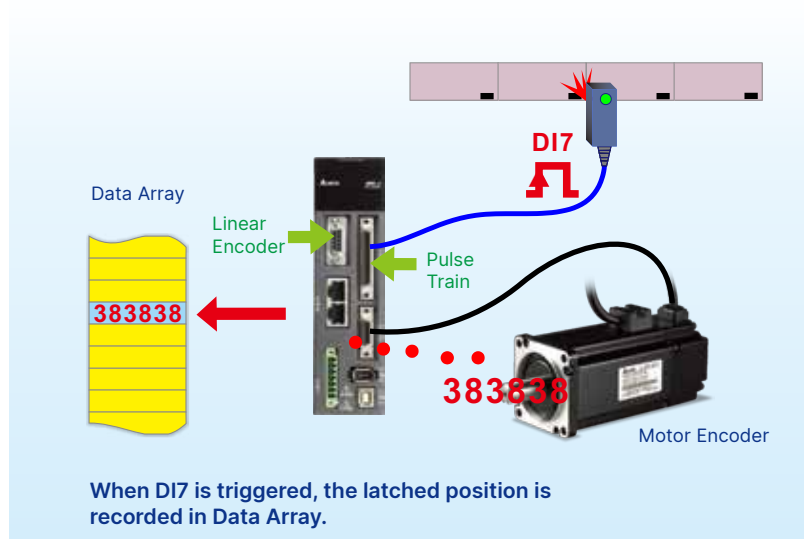 DI7
Data Array
Linear
Encoder
Pulse
Train
383838
383838
Motor Encoder
When DI7 is triggered, the latched position is
recorded in Data Array.